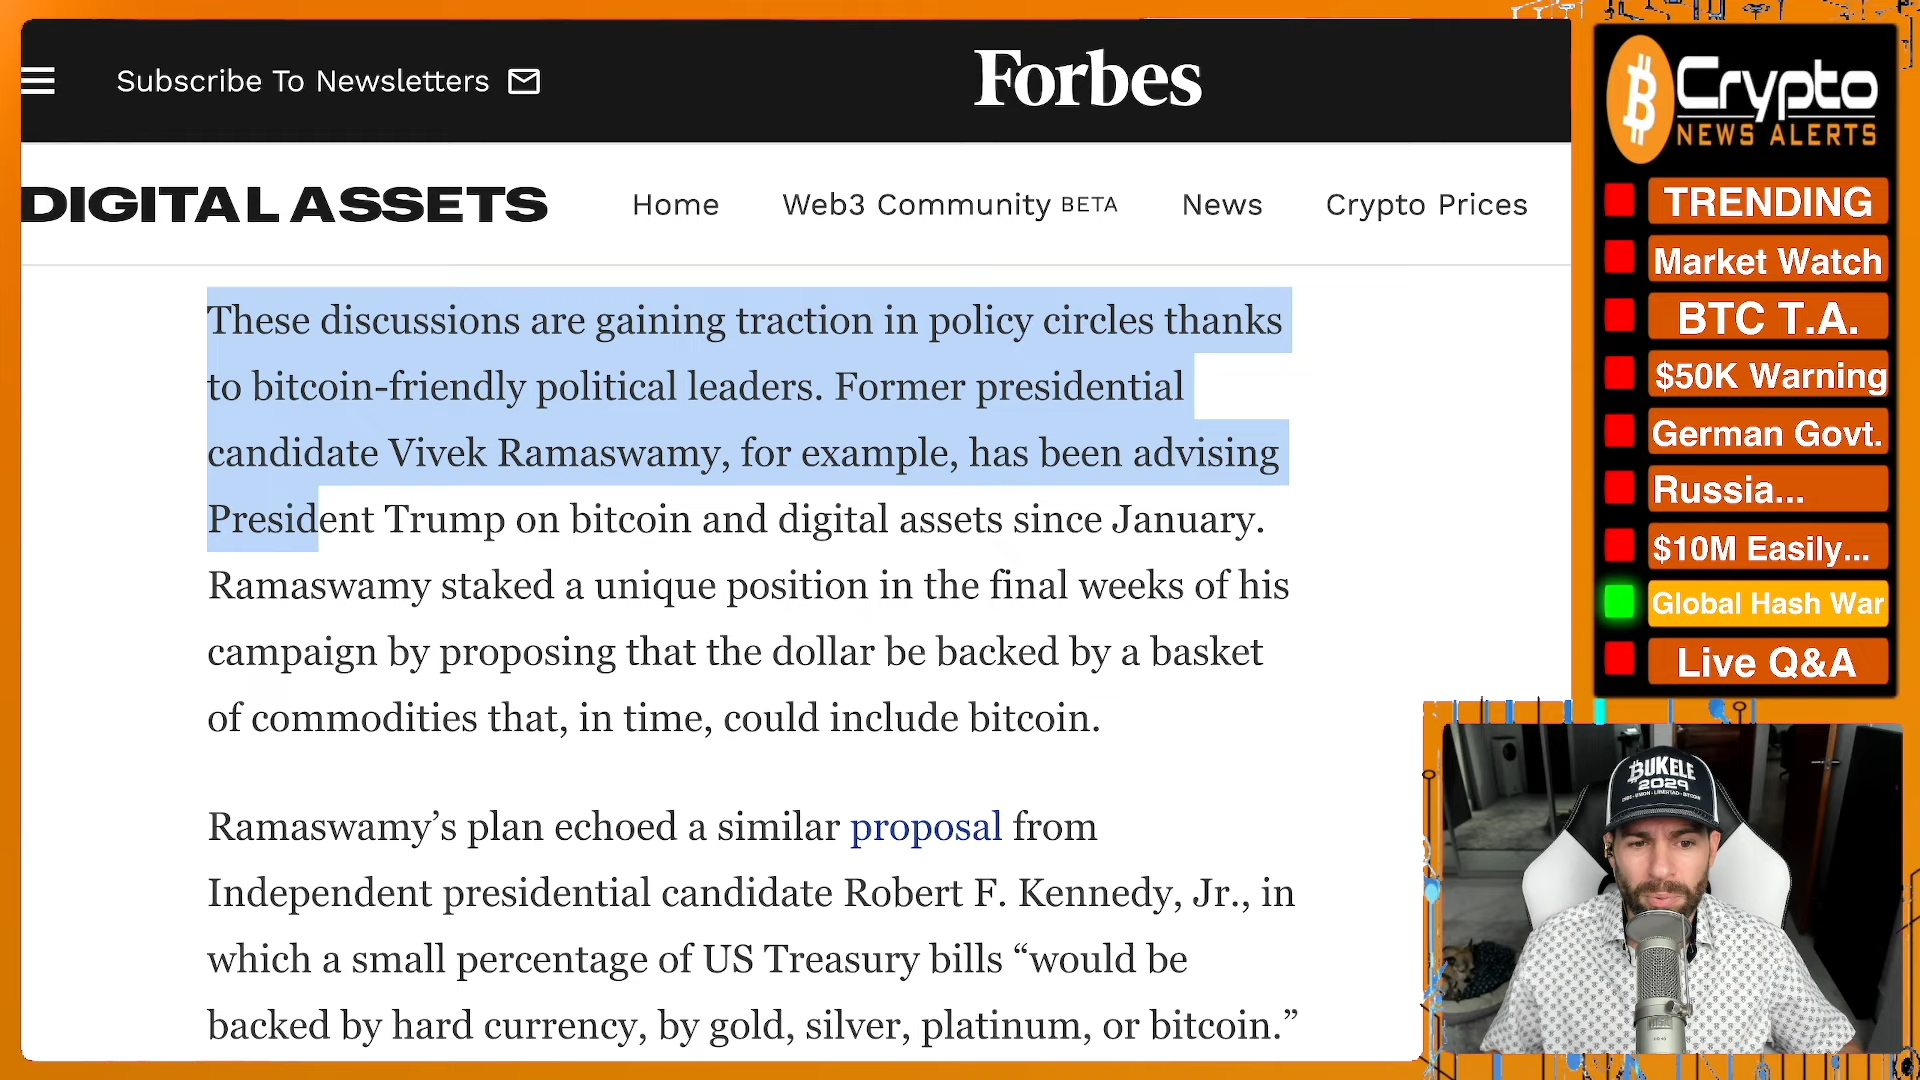 Subscribe To Newsletters
Forbes
DIGITAL ASSETS
Home
Web3 Community BETA
News
Crypto Prices
These discussions are gaining traction in policy circles thanks
to bitcoin-friendly political leaders. Former presidential
candidate Vivek Ramaswamy, for example, has been advising
President Trump on bitcoin and digital assets since January.
Ramaswamy staked a unique position in the final weeks of his
campaign by proposing that the dollar be backed by a basket
of commodities that, in time, could include bitcoin.
Ramaswamy’s plan echoed a similar proposal from
Independent presidential candidate Robert F. Kennedy, Jr., in
which a small percentage of US Treasury bills “would be
backed by hard currency, by gold, silver, platinum, or bitcoin.”
Crypto
NEWS ALERTS
TRENDING
Market Watch
BTC T.A.
$50K Warning
German Govt.
Russia...
$10M Easily...
Global Hash War
Live Q&A
BUKELE
2029